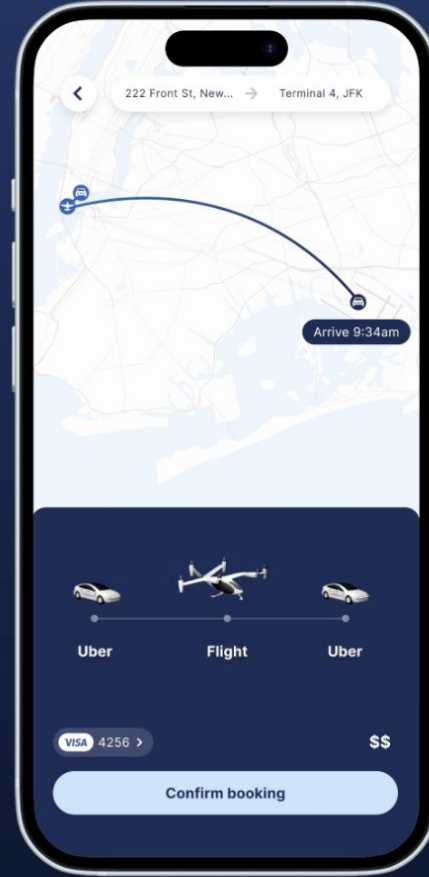 222 Front St, New... → Terminal 4, JFK
Arrive 9:34am
Uber Flight Uber
VISA 4256 > $$
Confirm booking